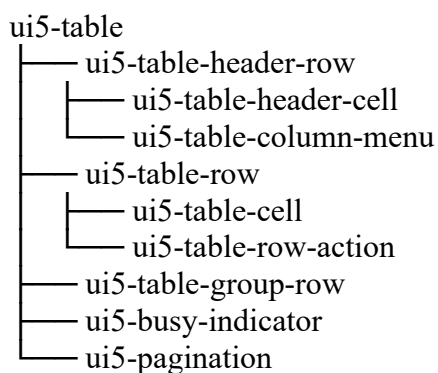 ui5-table
ui5-table-header-row
ui5-table-header-cell
ui5-table-column-menu
ui5-table-row
ui5-table-cell
ui5-table-row-action
ui5-table-group-row
ui5-busy-indicator
ui5-pagination